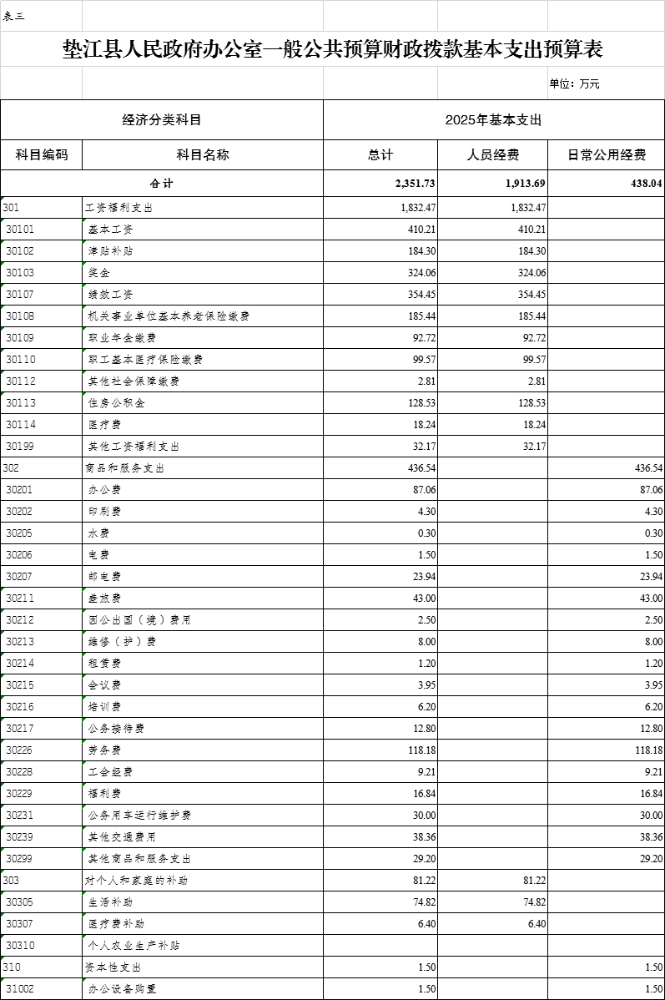 表三
垫江县人民政府办公室一般公共预算财政拨款基本支出预算表
单位：万元
经济分类科目 2025年基本支出
科目编码 科目名称 总计 人员经费 日常公用经费
合计 2,351.73 1,913.69 438.04
301 工资福利支出 1,832.47 1,832.47
30101 基本工资 410.21 410.21
30102 津贴补贴 184.30 184.30
30103 奖金 324.06 324.06
30107 绩效工资 354.45 354.45
30108 机关事业单位基本养老保险缴费 185.44 185.44
30109 职业年金缴费 92.72 92.72
30110 职工基本医疗保险缴费 99.57 99.57
30112 其他社会保障缴费 2.81 2.81
30113 住房公积金 128.53 128.53
30114 医疗费 18.24 18.24
30199 其他工资福利支出 32.17 32.17
302 商品和服务支出 436.54 436.54
30201 办公费 87.06 87.06
30202 印刷费 4.30 4.30
30205 水费 0.30 0.30
30206 电费 1.50 1.50
30207 邮电费 23.94 23.94
30211 差旅费 43.00 43.00
30212 因公出国（境）费用 2.50 2.50
30213 维修（护）费 8.00 8.00
30214 租赁费 1.20 1.20
30215 会议费 3.95 3.95
30216 培训费 6.20 6.20
30217 公务接待费 12.80 12.80
30226 劳务费 118.18 118.18
30228 工会经费 9.21 9.21
30229 福利费 16.84 16.84
30231 公务用车运行维护费 30.00 30.00
30239 其他交通费用 38.36 38.36
30299 其他商品和服务支出 29.20 29.20
303 对个人和家庭的补助 81.22 81.22
30305 生活补助 74.82 74.82
30307 医疗费补助 6.40 6.40
30310 个人农业生产补贴
310 资本性支出 1.50 1.50
31002 办公设备购置 1.50 1.50